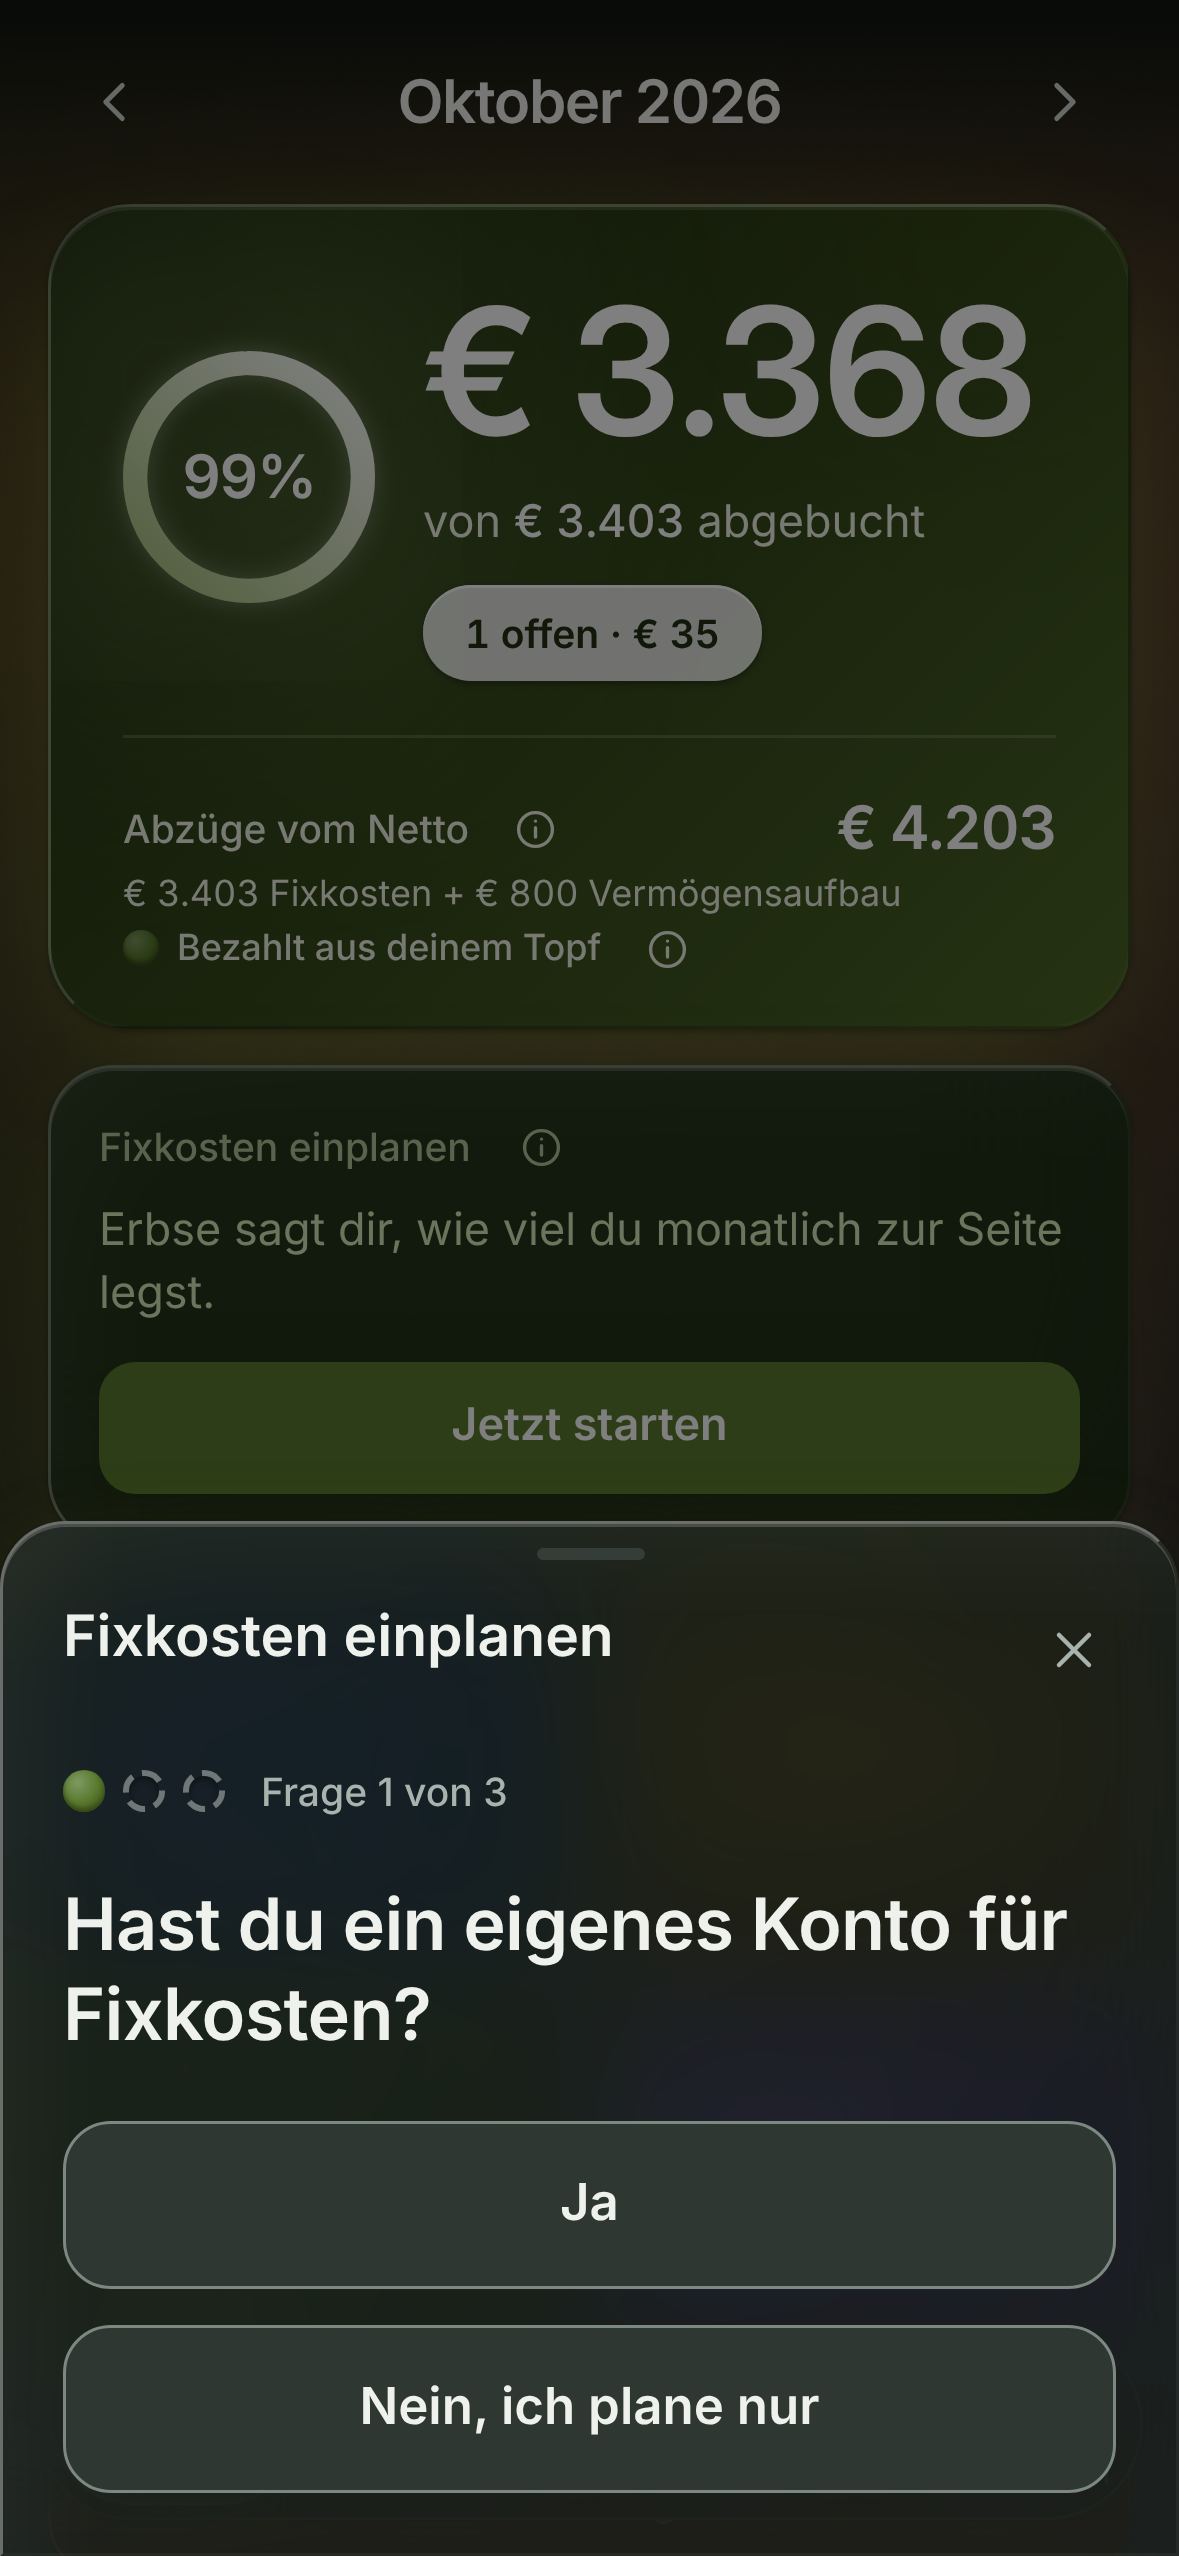 Oktober 2026
€ 3.368
99%
von € 3.403 abgebucht
1 offen · € 35
Abzüge vom Netto
€ 4.203
€ 3.403 Fixkosten + € 800 Vermögensaufbau
Bezahlt aus deinem Topf
Fixkosten einplanen
Erbse sagt dir, wie viel du monatlich zur Seite
legst.
Jetzt starten
Fixkosten einplanen
Frage 1 von 3
Hast du ein eigenes Konto für
Fixkosten?
Ja
Nein, ich plane nur